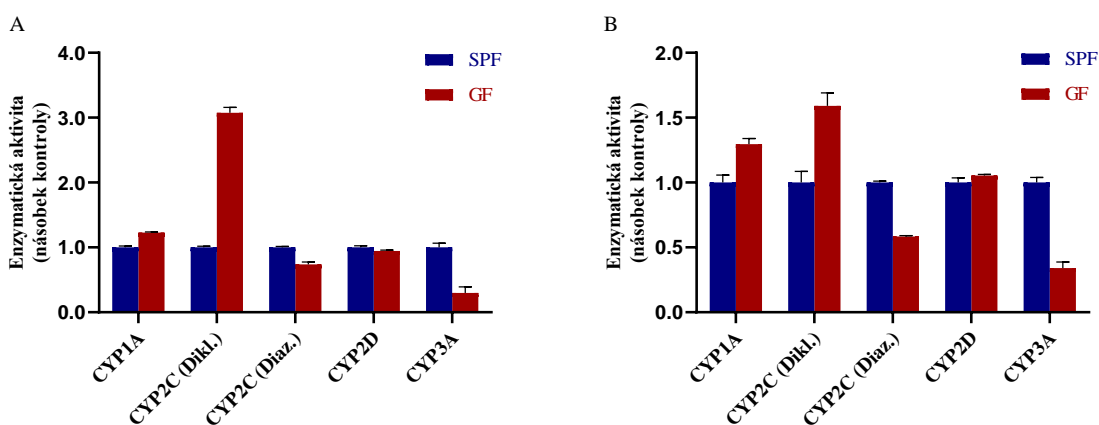 A
Enzymatická aktivita
(násobek kontroly)
4.0
3.0
2.0
1.0
0.0
SPF
GF
CYP1A
CYP2C (Dikl.)
CYP2C (Diaz.)
CYP2D
CYP3A
B
Enzymatická aktivita
(násobek kontroly)
2.0
1.5
1.0
0.5
0.0
SPF
GF
CYP1A
CYP2C (Dikl.)
CYP2C (Diaz.)
CYP2D
CYP3A